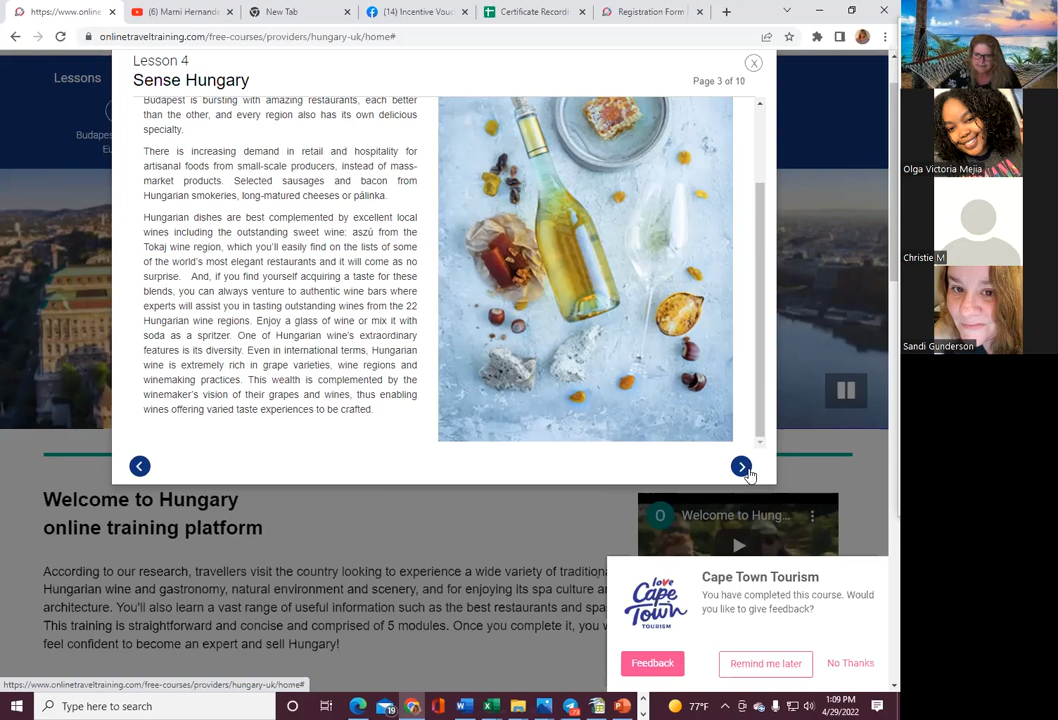 https://www.online
(6) Marni Hernande
New Tab
(14) Incentive Vouc
Certificate Recordi
Registration Form
onlinetraveltraining.com/free-courses/providers/hungary-uk/home#
Lessons
Lesson 4
Sense Hungary
Page 3 of 10
X
Budapest is bursting with amazing restaurants, each better
than the other, and every region also has its own delicious
specialty.
There is increasing demand in retail and hospitality for
artisanal foods from small-scale producers, instead of mass-
market products. Selected sausages and bacon from
Hungarian smokeries, long-matured cheeses or pálinka.
Hungarian dishes are best complemented by excellent local
wines including the outstanding sweet wine: aszú from the
Tokaj wine region, which you'll easily find on the lists of some
of the world's most elegant restaurants and it will come as no
surprise. And, if you find yourself acquiring a taste for these
blends, you can always venture to authentic wine bars where
experts will assist you in tasting outstanding wines from the 22
Hungarian wine regions. Enjoy a glass of wine or mix it with
soda as a spritzer. One of Hungarian wine's extraordinary
features is its diversity. Even in international terms, Hungarian
wine is extremely rich in grape varieties, wine regions and
winemaking practices. This wealth is complemented by the
winemaker's vision of their grapes and wines, thus enabling
wines offering varied taste experiences to be crafted.
Welcome to Hungary
online training platform
O Welcome to Hung...
According to our research, travellers visit the country looking to experience a wide variety of traditiona
Hungarian wine and gastronomy, natural environment and scenery, and for enjoying its spa culture an
architecture. You'll also learn a vast range of useful information such as the best restaurants and spa
This training is straightforward and concise and comprised of 5 modules. Once you complete it, you w
feel confident to become an expert and sell Hungary!
love
Cape
Town
TOURISM
Cape Town Tourism
You have completed this course. Would
you like to give feedback?
Feedback
Remind me later
No Thanks
https://www.onlinetraveltraining.com/free-courses/providers/hungary-uk/home#
Type here to search
19
77°F
1:09 PM
4/29/2022
Olga Victoria Mejia
Christie M
Sandi Gunderson